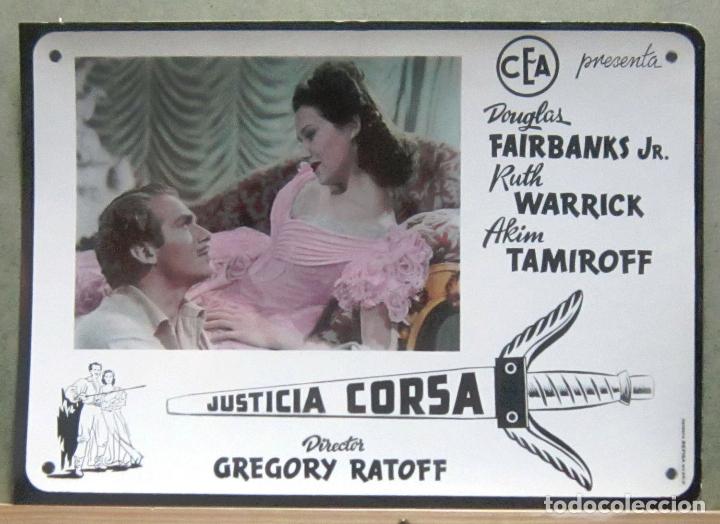 CEA presenta
Douglas
FAIRBANKS JR.
Ruth
WARRICK
Akim
TAMIROFF
JUSTICIA CORSA
Director
GREGORY RATOFF
todocoleccion